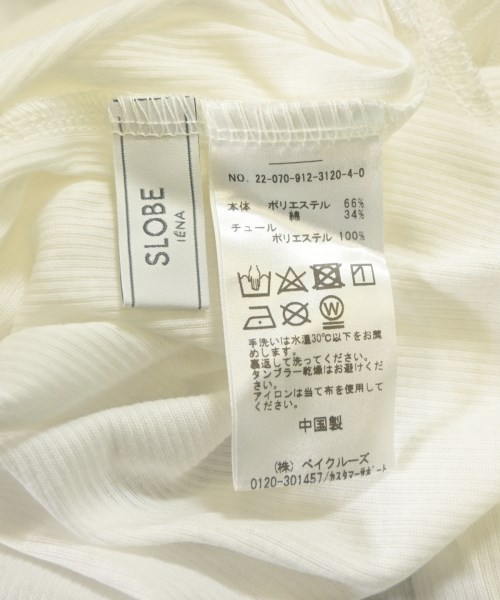 SLOBE
IÉNA
NO. 22-070-912-3120-4-0
本体 ポリエステル 66%
綿 34%
チュール
ポリエステル 100%
W
手洗いは水温30℃以下をお薦
めします。
裏返して洗ってください。
タンブラー乾燥はお避けくだ
さい。
アイロンは当て布を使用して
ください。
中国製
(株) ベイクルーズ
0120-301457/カスタマーサポート